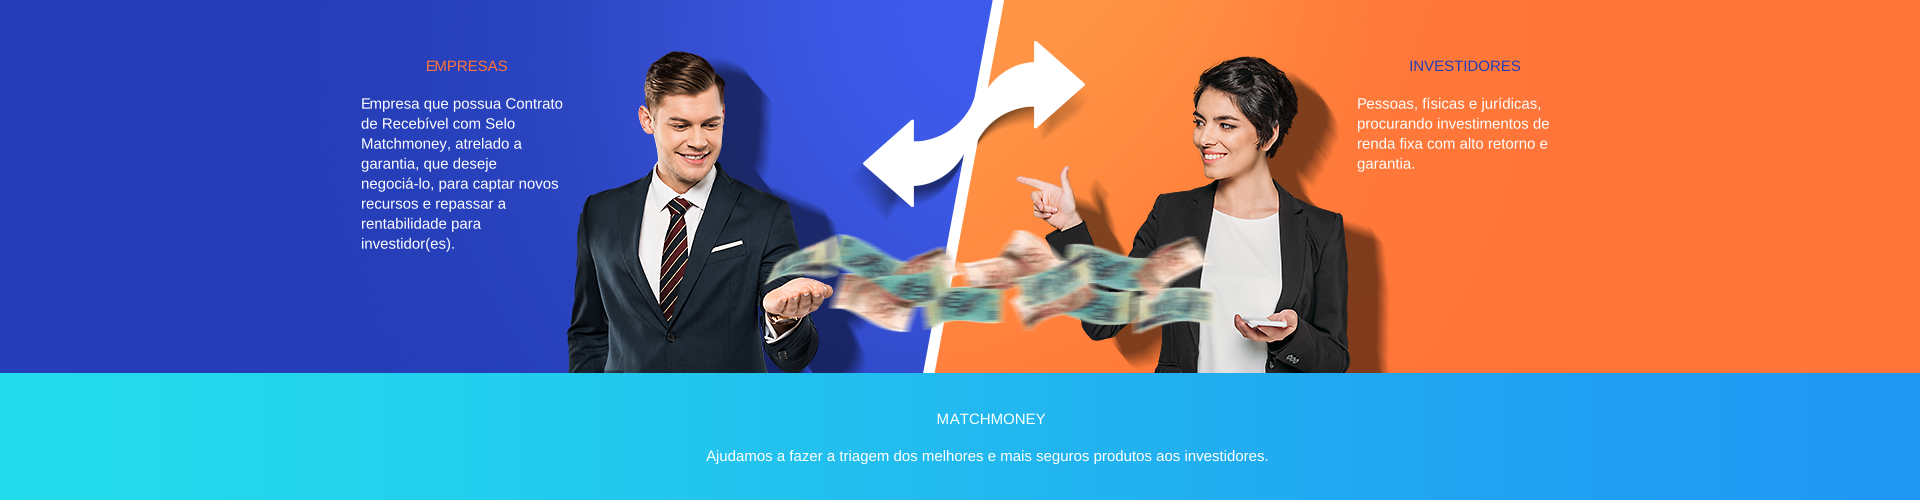 EMPRESAS
Empresa que possua Contrato
de Recebível com Selo
Matchmoney, atrelado a
garantia, que deseje
negociá-lo, para captar novos
recursos e repassar a
rentabilidade para
investidor(es).
INVESTIDORES
Pessoas, físicas e jurídicas,
procurando investimentos de
renda fixa com alto retorno e
garantia.
MATCHMONEY
Ajudamos a fazer a triagem dos melhores e mais seguros produtos aos investidores.